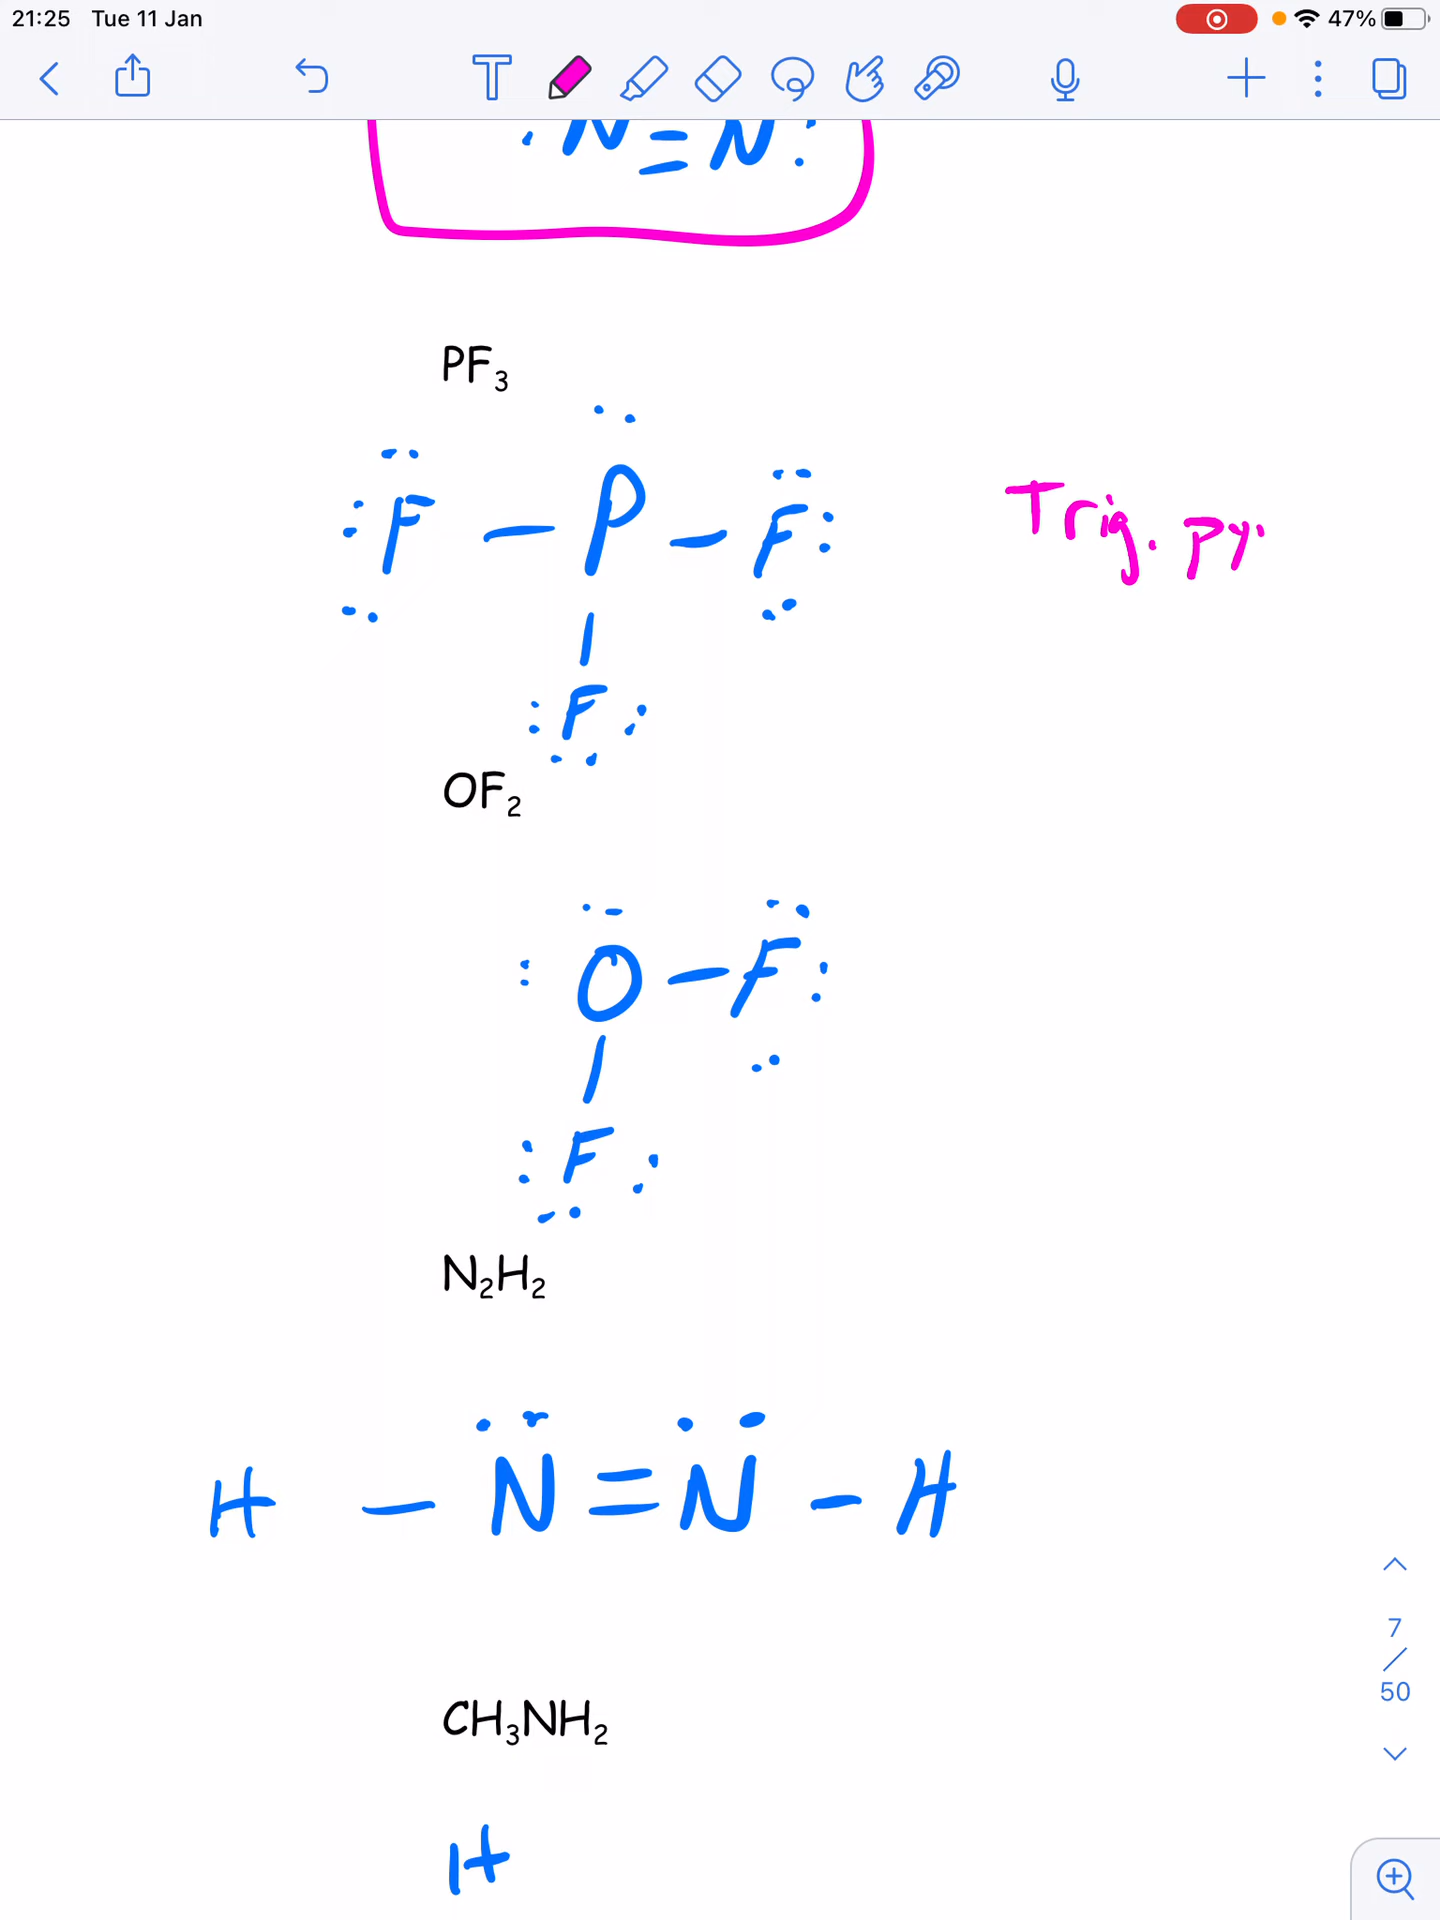 21:25 Tue 11 Jan 47%
N = N
PF₃
F - P - F Trig. Py.
F
OF₂
O - F
F
N₂H₂
H - N = N - H
7
/
50
CH₃NH₂
H